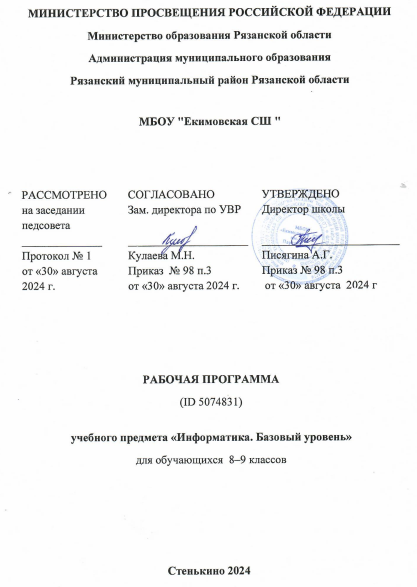 МИНИСТЕРСТВО ПРОСВЕЩЕНИЯ РОССИЙСКОЙ ФЕДЕРАЦИИ
Министерство образования Рязанской области
Администрация муниципального образования
Рязанский муниципальный район Рязанской области
МБОУ "Екимовская СШ "
РАССМОТРЕНО
на заседании
педсовета
Протокол № 1
от «30» августа
2024 г.
СОГЛАСОВАНО
Зам. директора по УВР
Кулаева М.Н.
Приказ № 98 п.3
от «30» августа 2024 г.
УТВЕРЖДЕНО
Директор школы
Писягина А.Г.
Приказ № 98 п.3
от «30» августа 2024 г
РАБОЧАЯ ПРОГРАММА
(ID 5074831)
учебного предмета «Информатика. Базовый уровень»
для обучающихся 8–9 классов
Стенькино 2024